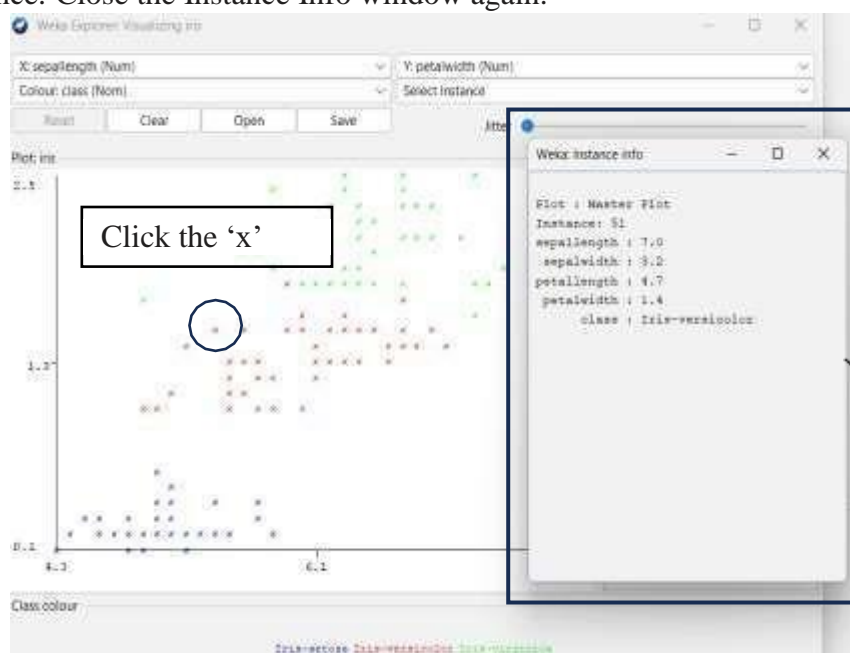 nce. Close the Instance Info window again.
Weka Explorer: Visualizing iris
X: sepallength (Num)
Y: petalwidth (Num)
Colour: class (Nom)
Select Instance
Reset
Clear
Open
Save
Jitter
Plot: iris
2.5
1.3
0.1
4.3
6.1
Click the ‘x’
Weka: Instance info
Plot : Master Plot
Instance: 51
sepallength : 7.0
sepalwidth : 3.2
petallength : 4.7
petalwidth : 1.4
class : Iris-versicolor
Class colour
Iris-setosa Iris-versicolor Iris-virginica